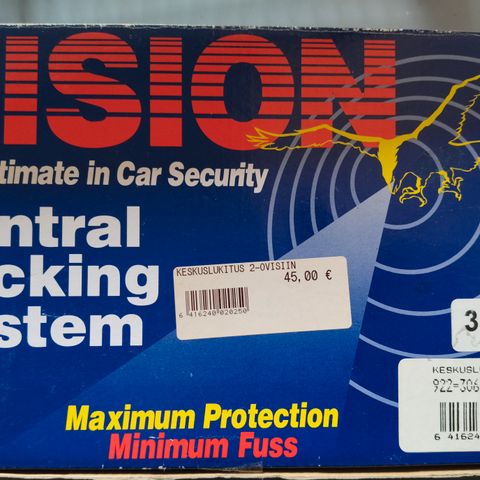 ISION
timate in Car Security
ntral
cking
stem
KESKUSLUKITUS 2-OVISIIN
45,00 €
6 416240 020250
3
KESKUSLU
922-306
6 41624
Maximum Protection
Minimum Fuss